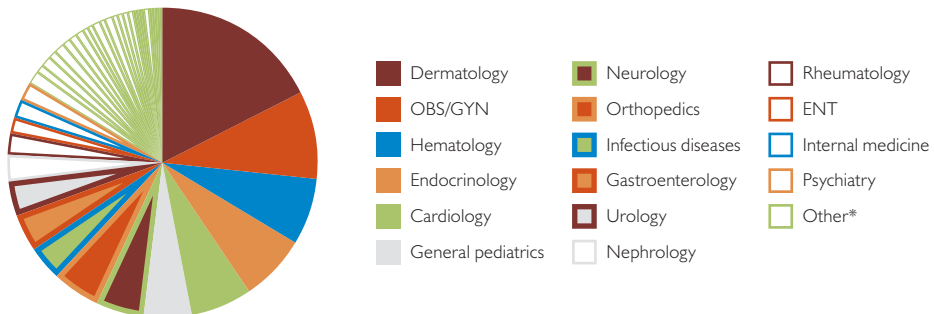 Dermatology
OBS/GYN
Hematology
Endocrinology
Cardiology
General pediatrics
Neurology
Orthopedics
Infectious diseases
Gastroenterology
Urology
Nephrology
Rheumatology
ENT
Internal medicine
Psychiatry
Other*